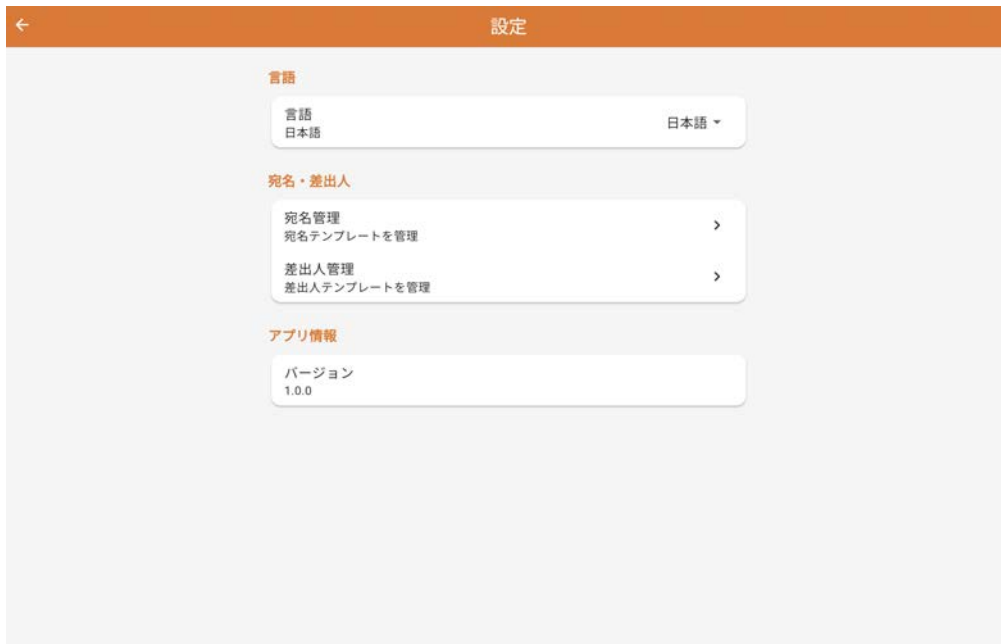 設定
言語
言語
日本語
日本語
宛名・差出人
宛名管理
宛名テンプレートを管理
差出人管理
差出人テンプレートを管理
アプリ情報
バージョン
1.0.0